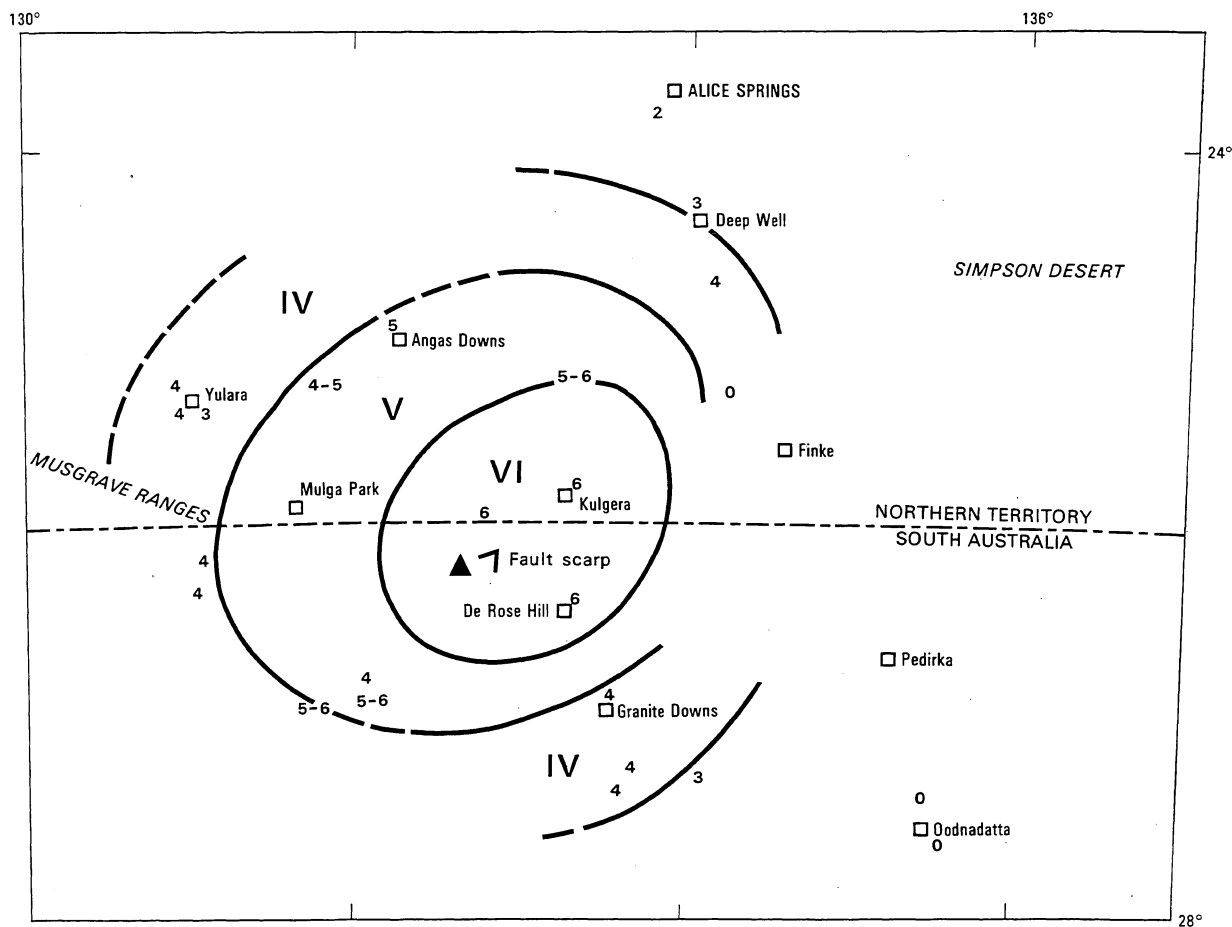 130°
136°
ALICE SPRINGS
2
24°
3
Deep Well
SIMPSON DESERT
4
IV
5
Angas Downs
4
Yulara
4-5
5-6
V
0
4
3
Finke
MUSGRAVE RANGES
VI
Mulga Park
6
Kulgera
6
NORTHERN TERRITORY
SOUTH AUSTRALIA
4
Fault scarp
4
De Rose Hill
6
Pedirka
4
5-6
5-6
4
Granite Downs
IV
4
3
4
0
Oodnadatta
0
28°